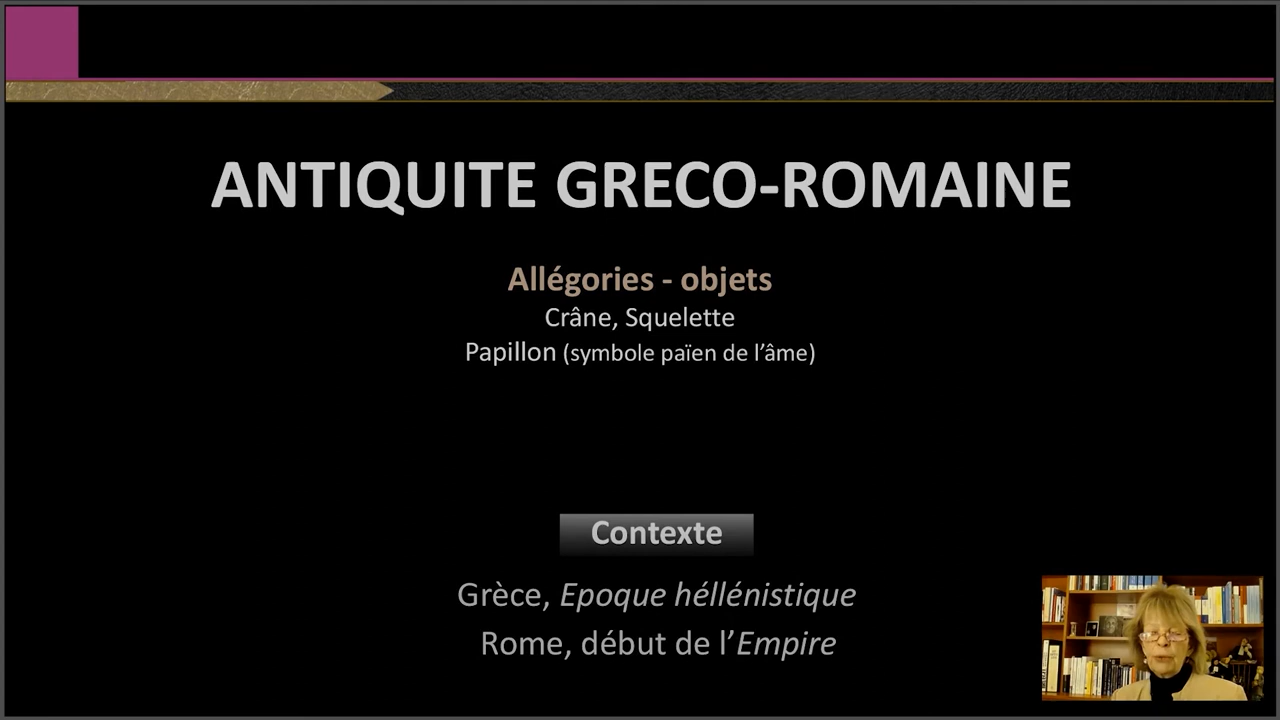 ANTIQUITE GRECO-ROMAINE
Allégories - objets
Crâne, Squelette
Papillon (symbole païen de l’âme)
Contexte
Grèce, Epoque héllénistique
Rome, début de l’Empire